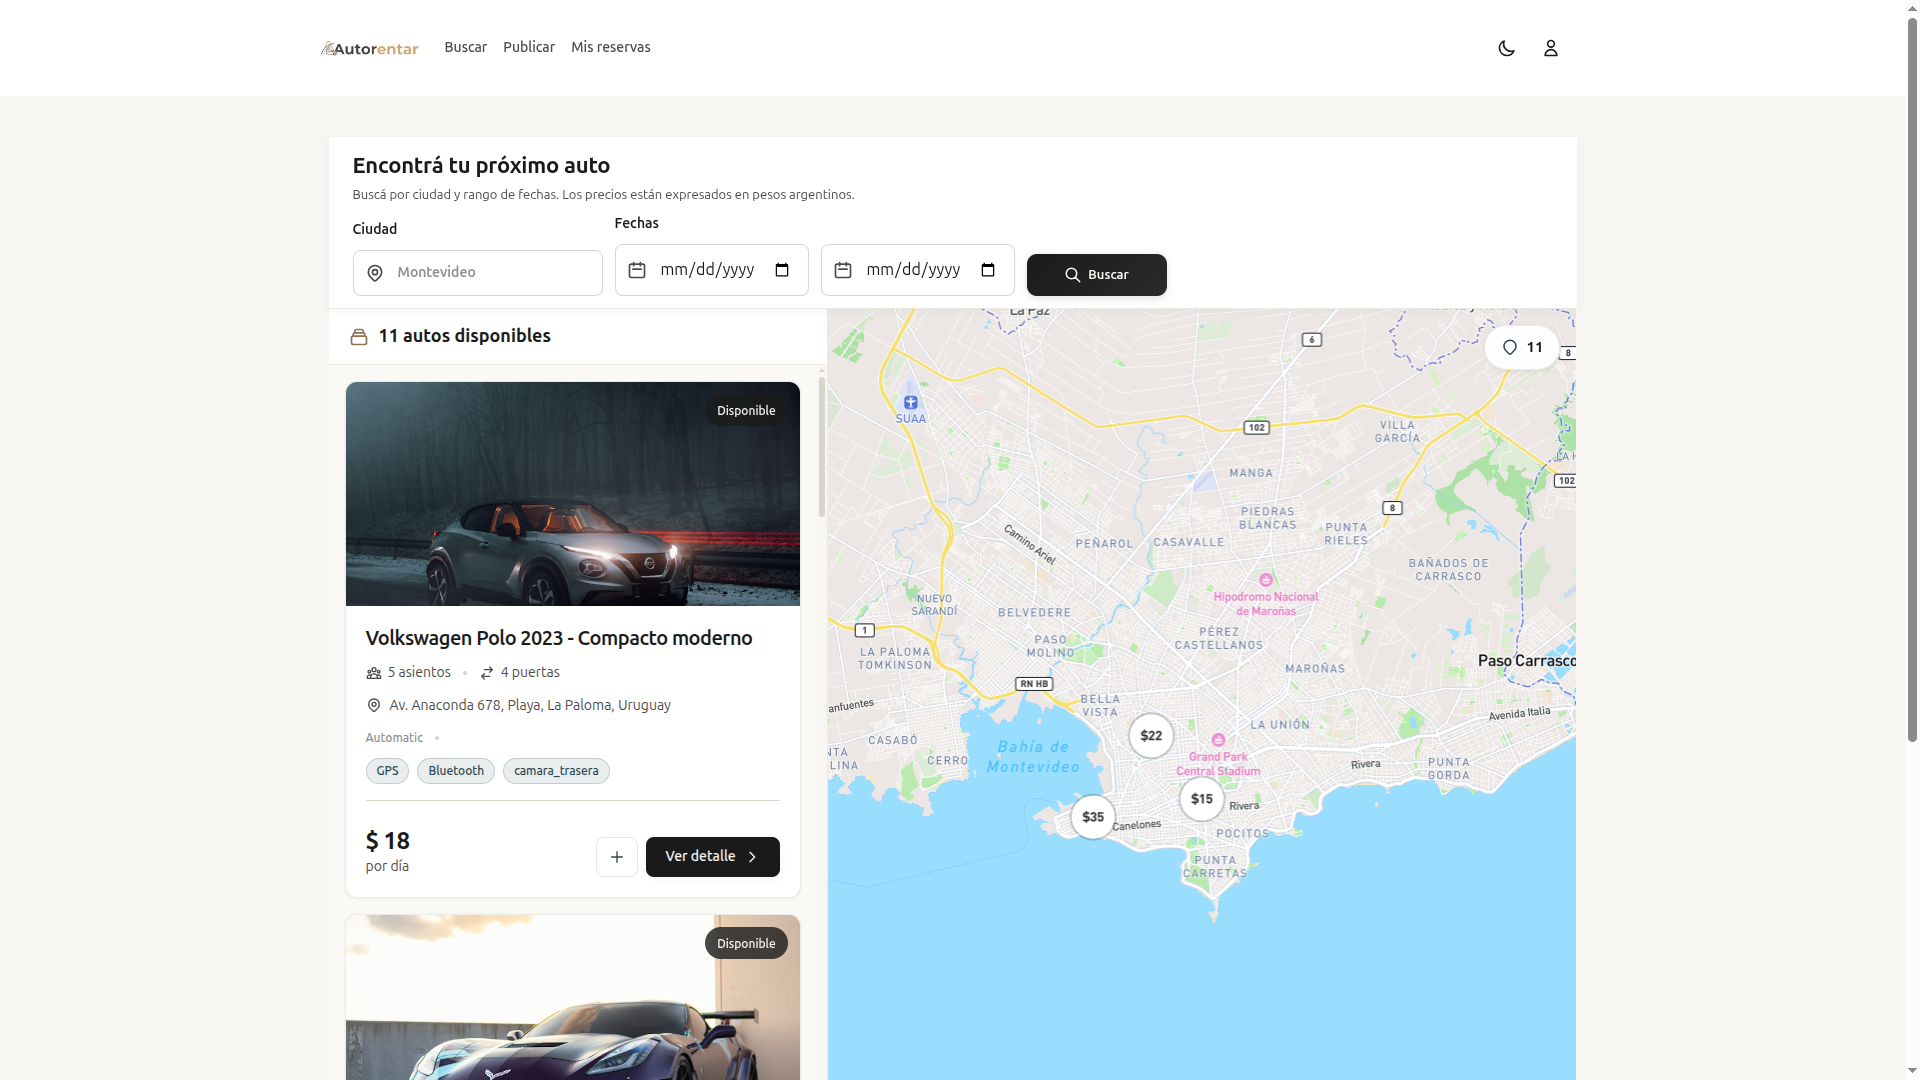 Autorentar
Buscar
Publicar
Mis reservas
Encontrá tu próximo auto
Buscá por ciudad y rango de fechas. Los precios están expresados en pesos argentinos.
Ciudad
Fechas
Montevideo
mm/dd/yyyy
mm/dd/yyyy
Buscar
11 autos disponibles
Disponible
Volkswagen Polo 2023 - Compacto moderno
5 asientos • 4 puertas
Av. Anaconda 678, Playa, La Paloma, Uruguay
Automatic •
GPS
Bluetooth
camara_trasera
$ 18
por día
+
Ver detalle
Disponible
La Paz
6
11
8
SUAA
102
VILLA
GARCÍA
LA H
MANGA
102
8
PIEDRAS
BLANCAS
PUNTA
RIELES
Camino Ariel
PEÑAROL
CASAVALLE
BAÑADOS DE
CARRASCO
Hipodromo Nacional
de Maroñas
NUEVO
SARANDÍ
BELVEDERE
1
PASO
MOLINO
PÉREZ
CASTELLANOS
LA PALOMA
TOMKINSON
MAROÑAS
Paso Carrasco
RN HB
BELLA
VISTA
anfuentes
LA UNIÓN
Avenida Italia
$22
CASABÓ
Bahía de
Montevideo
NTA
LINA
CERRO
Grand Park
Central Stadium
Rivera
PUNTA
GORDA
$15
Rivera
$35
Canelones
POCITOS
PUNTA
CARRETAS